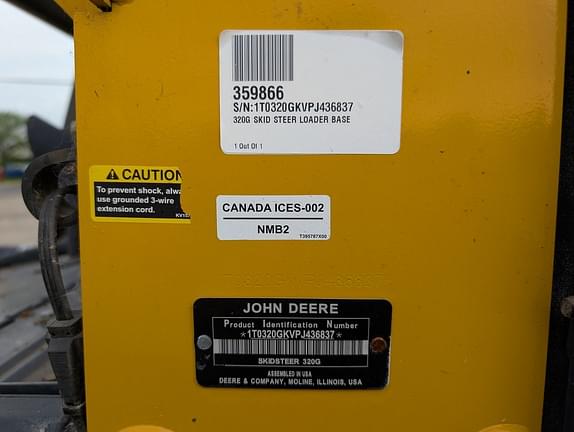 359866
S/N:1T0320GKVPJ436837
320G SKID STEER LOADER BASE
1 Out Of 1
CAUTION
To prevent shock, alwa
use grounded 3-wire
extension cord.
CANADA ICES-002
NMB2
T395787X00
JOHN DEERE
Product Identification Number
*1T0320GKVPJ436837*
SKIDSTEER 320G
ASSEMBLED IN USA
DEERE & COMPANY, MOLINE, ILLINOIS, USA